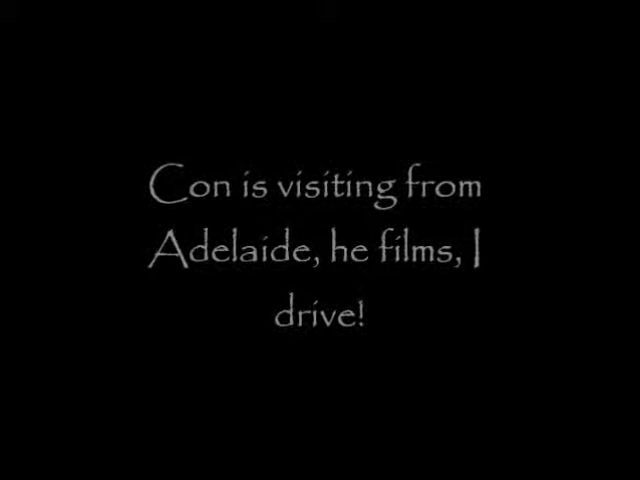 Con is visiting from
Adelaide, he films, I
drive!